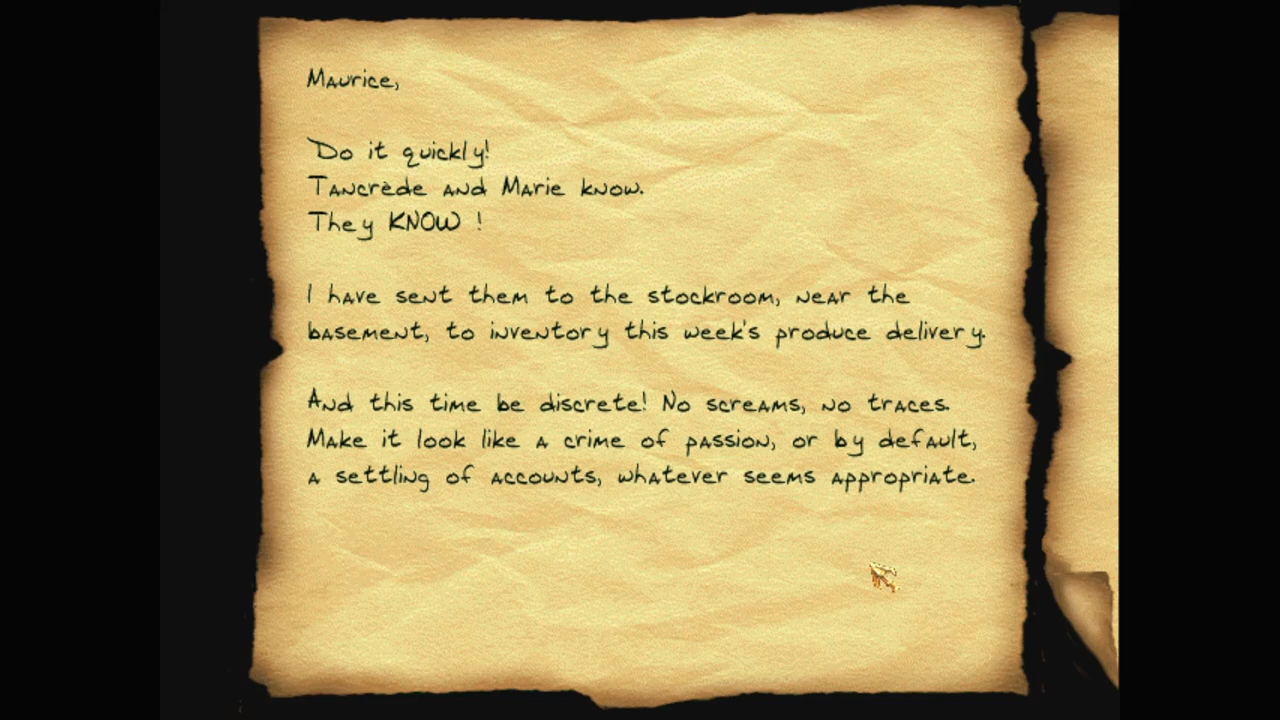 Maurice,
Do it quickly!
Tancrède and Marie know.
They KNOW !
I have sent them to the stockroom, near the
basement, to inventory this week's produce delivery.
And this time be discrete! No screams, no traces.
Make it look like a crime of passion, or by default,
a settling of accounts, whatever seems appropriate.